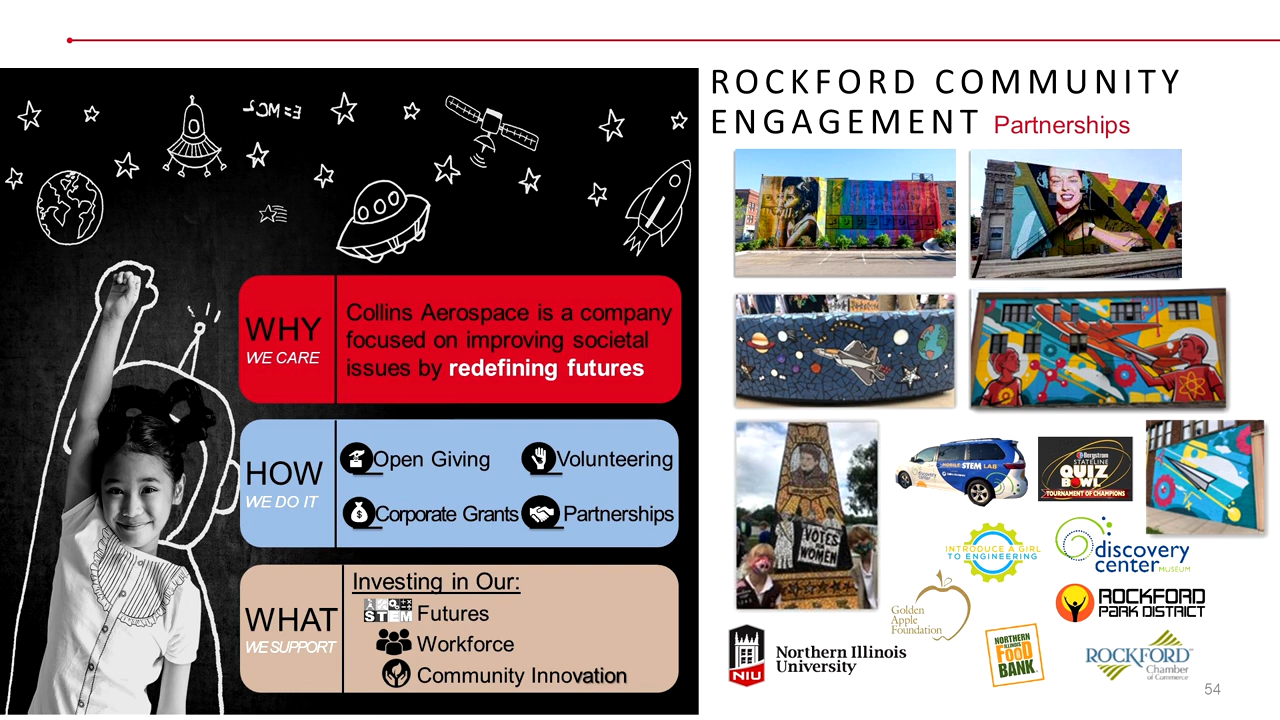 ROCKFORD COMMUNITY
ENGAGEMENT Partnerships
E=MC2
WHY
WE CARE
Collins Aerospace is a company
focused on improving societal
issues by redefining futures
HOW
WE DO IT
Open Giving
Volunteering
Corporate Grants
Partnerships
WHAT
WE SUPPORT
Investing in Our:
STEM Futures
Workforce
Community Innovation
VOTES
WOMEN
MOBILE STEM LAB
Bergstrom
STATELINE
QUIZ
BOWL
TOURNAMENT OF CHAMPIONS
INTRODUCE A GIRL
TO ENGINEERING
discovery
center
MUSEUM
Golden
Apple
Foundation
ROCKFORD
PARK DISTRICT
NIU
Northern Illinois
University
NORTHERN
ILLINOIS
FOOD
BANK
ROCKFORD
Chamber
of Commerce
54